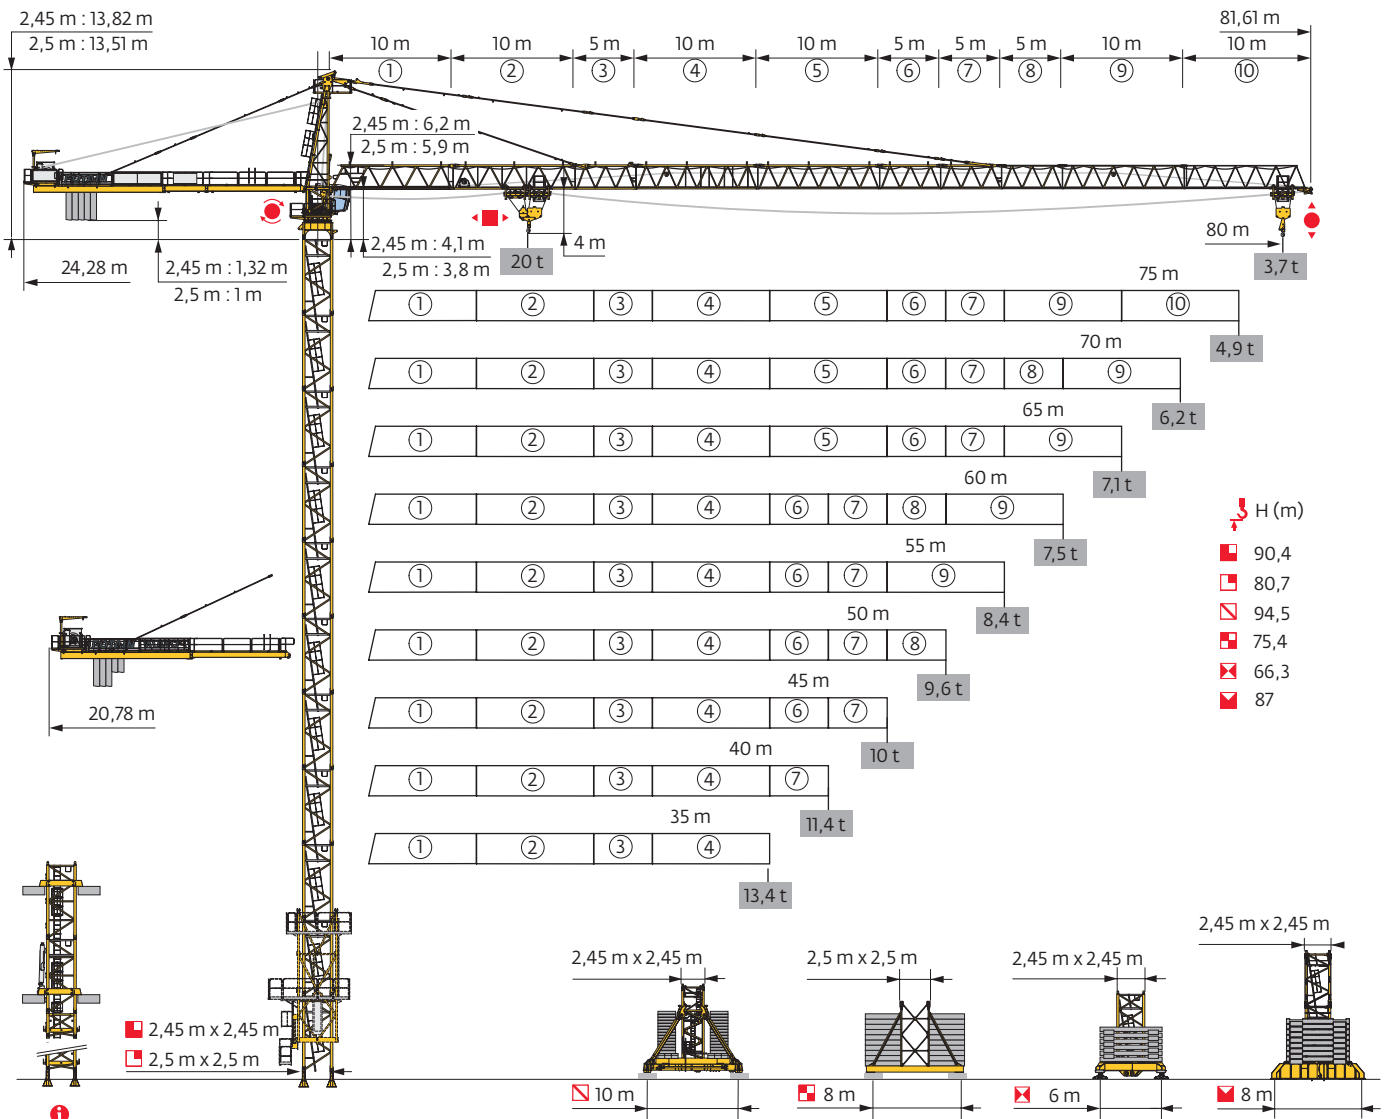 2,45 m : 13,82 m
2,5 m : 13,51 m
81,61 m
10 m 10 m 5 m 10 m 10 m 5 m 5 m 5 m 10 m 10 m
1 2 3 4 5 6 7 8 9 10
2,45 m : 6,2 m
2,5 m : 5,9 m
2,45 m : 4,1 m
2,5 m : 3,8 m
4 m
80 m
20 t
3,7 t
24,28 m
2,45 m : 1,32 m
2,5 m : 1 m
75 m
1 2 3 4 5 6 7 9 10
4,9 t
70 m
1 2 3 4 5 6 7 8 9
6,2 t
65 m
1 2 3 4 5 6 7 9
7,1 t
60 m
1 2 3 4 6 7 8 9
7,5 t
55 m
1 2 3 4 6 7 9
8,4 t
50 m
1 2 3 4 6 7 8
9,6 t
45 m
1 2 3 4 6 7
10 t
40 m
1 2 3 4 7
11,4 t
35 m
1 2 3 4
13,4 t
H (m)
90,4
80,7
94,5
75,4
66,3
87
20,78 m
2,45 m x 2,45 m
2,5 m x 2,5 m
2,45 m x 2,45 m
10 m
2,5 m x 2,5 m
8 m
2,45 m x 2,45 m
6 m
2,45 m x 2,45 m
8 m
i